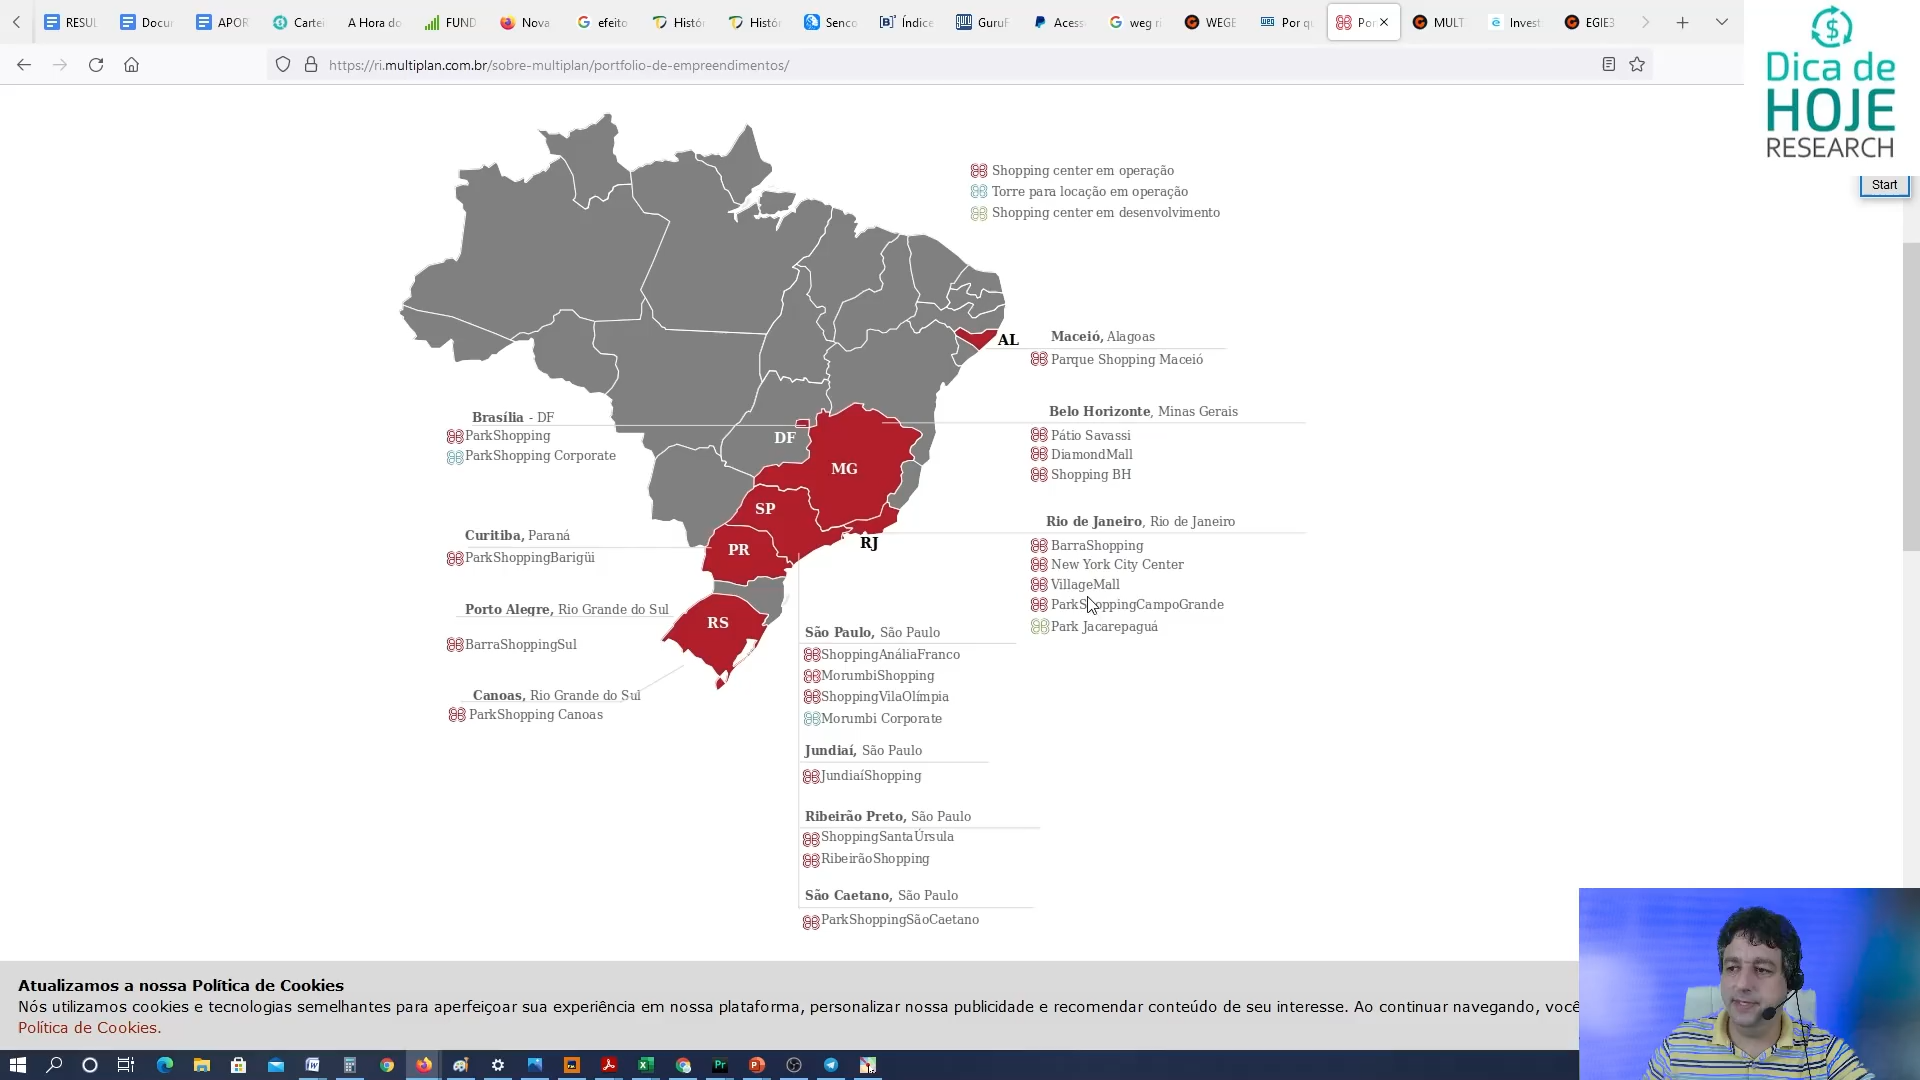 RESUL
Docur
APOR
Cartei
A Hora do
FUND
Nova
efeito
Histór
Histór
Senco
Índice
GuruF
Acess
weg ri
WEGE
Por qu
Por
MULT
Invest
EGIE3
https://ri.multiplan.com.br/sobre-multiplan/portfolio-de-empreendimentos/
Dica de
HOJE
RESEARCH
Start
Shopping center em operação
Torre para locação em operação
Shopping center em desenvolvimento
AL
Maceió, Alagoas
Parque Shopping Maceió
Brasília - DF
ParkShopping
ParkShopping Corporate
DF
MG
SP
PR
RJ
RS
Belo Horizonte, Minas Gerais
Pátio Savassi
DiamondMall
Shopping BH
Rio de Janeiro, Rio de Janeiro
BarraShopping
New York City Center
VillageMall
ParkShoppingCampoGrande
Park Jacarepaguá
Curitiba, Paraná
ParkShoppingBarigüi
Porto Alegre, Rio Grande do Sul
BarraShoppingSul
Canoas, Rio Grande do Sul
ParkShopping Canoas
São Paulo, São Paulo
ShoppingAnáliaFranco
MorumbiShopping
ShoppingVilaOlímpia
Morumbi Corporate
Jundiaí, São Paulo
JundiaíShopping
Ribeirão Preto, São Paulo
ShoppingSantaÚrsula
RibeirãoShopping
São Caetano, São Paulo
ParkShoppingSãoCaetano
Atualizamos a nossa Política de Cookies
Nós utilizamos cookies e tecnologias semelhantes para aperfeiçoar sua experiência em nossa plataforma, personalizar nossa publicidade e recomendar conteúdo de seu interesse. Ao continuar navegando, você
Política de Cookies.